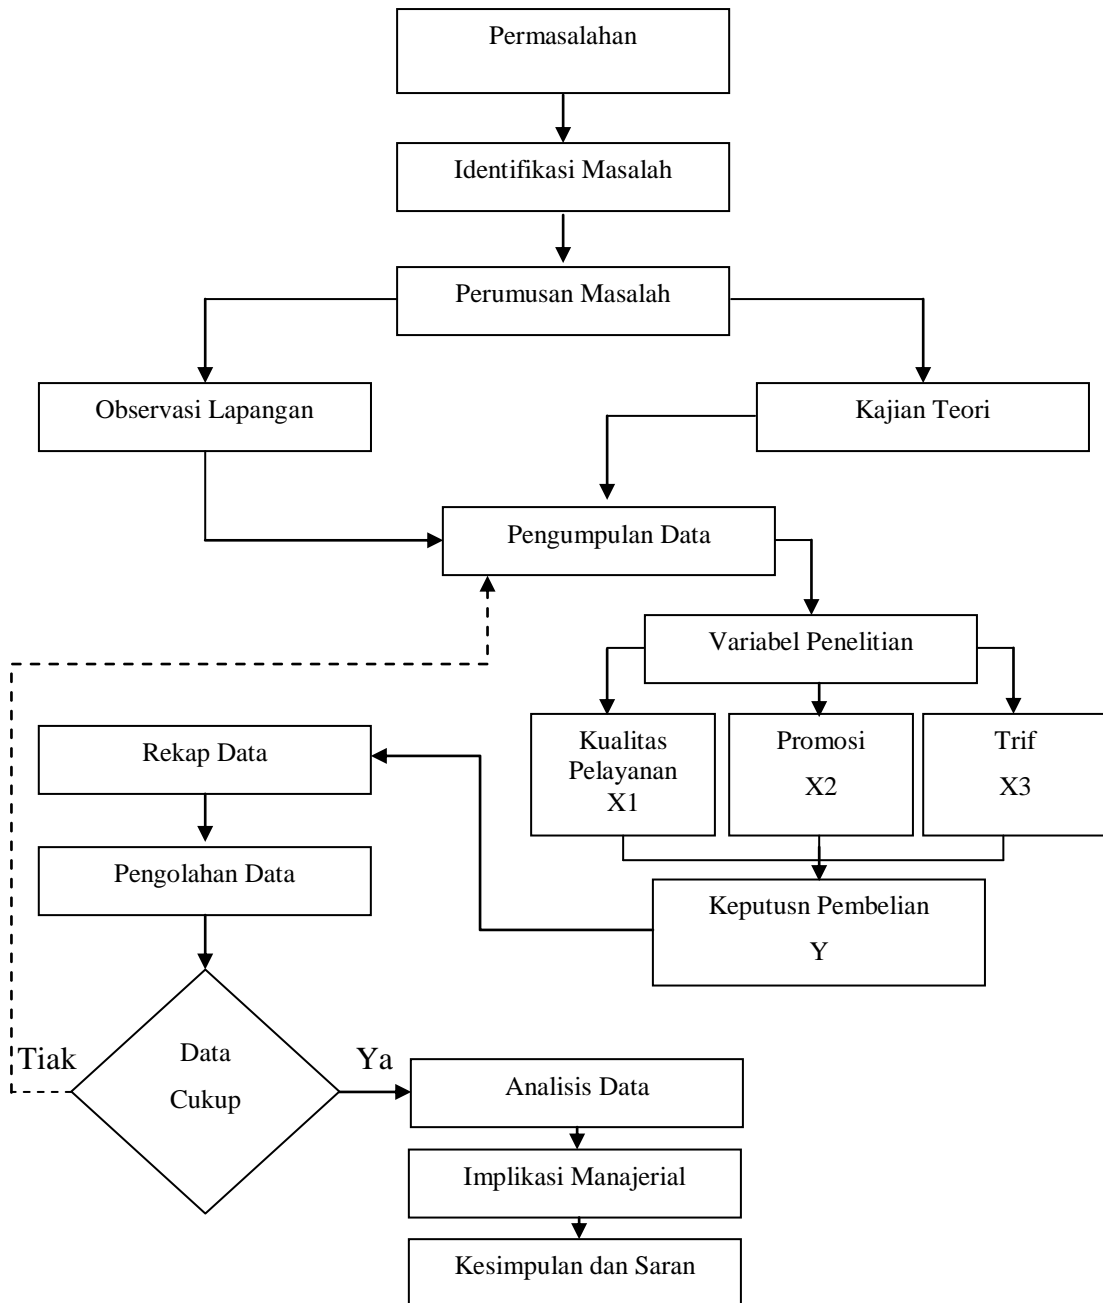 Permasalahan
Identifikasi Masalah
Perumusan Masalah
Observasi Lapangan
Kajian Teori
Pengumpulan Data
Variabel Penelitian
Kualitas
Pelayanan
X1
Promosi
X2
Trif
X3
Keputusn Pembelian
Y
Rekap Data
Pengolahan Data
Data
Cukup
Tiak
Ya
Analisis Data
Implikasi Manajerial
Kesimpulan dan Saran